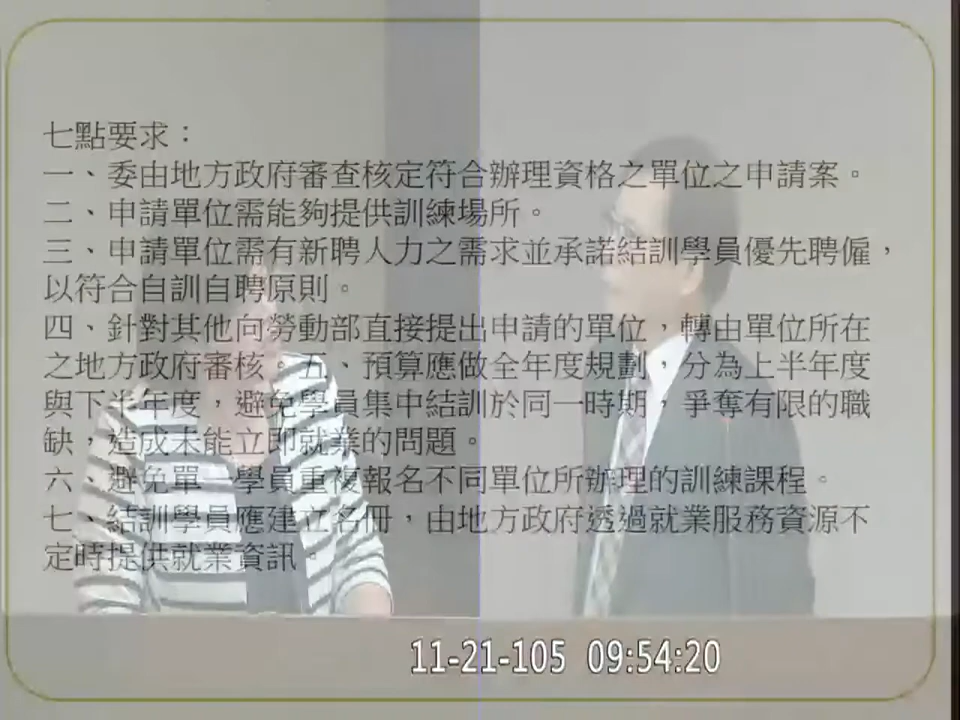 七點要求：
一、委由地方政府審查核定符合辦理資格之單位之申請案。
二、申請單位需能夠提供訓練場所。
三、申請單位需有新聘人力之需求並承諾結訓學員優先聘僱，
以符合自訓自聘原則。
四、針對其他向勞動部直接提出申請的單位，轉由單位所在
之地方政府審核。五、預算應做全年度規劃，分為上半年度
與下半年度，避免學員集中結訓於同一時期，爭奪有限的職
缺，造成未能立即就業的問題。
六、避免單一學員重複報名不同單位所辦理的訓練課程。
七、結訓學員應建立名冊，由地方政府透過就業服務資源不
定時提供就業資訊。
11-21-105 09:54:20